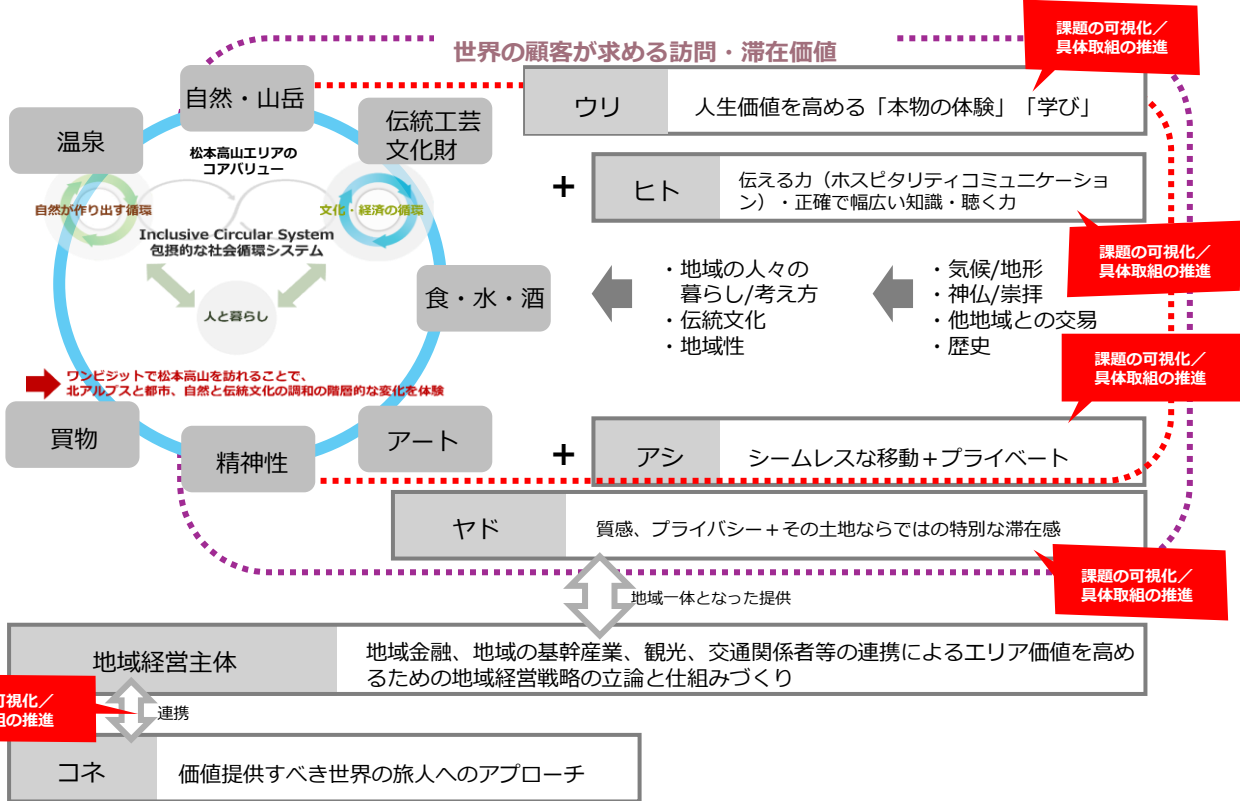 世界の顧客が求める訪問・滞在価値
課題の可視化／
具体取組の推進
自然・山岳
温泉
伝統工芸
文化財
松本高山エリアの
コアバリュー
自然が作り出す循環
文化・経済の循環
Inclusive Circular System
包摂的な社会循環システム
人と暮らし
食・水・酒
ワンビジットで松本高山を訪れることで、
北アルプスと都市、自然と伝統文化の調和の階層的な変化を体験
買物
精神性
アート
ウリ
人生価値を高める「本物の体験」「学び」
+
ヒト
伝える力（ホスピタリティコミュニケーショ
ン）・正確で幅広い知識・聴く力
課題の可視化／
具体取組の推進
・地域の人々の
暮らし/考え方
・伝統文化
・地域性
・気候/地形
・神仏/崇拝
・他地域との交易
・歴史
課題の可視化／
具体取組の推進
+
アシ
シームレスな移動＋プライベート
ヤド
質感、プライバシー＋その土地ならではの特別な滞在感
課題の可視化／
具体取組の推進
地域一体となった提供
地域経営主体
地域金融、地域の基幹産業、観光、交通関係者等の連携によるエリア価値を高め
るための地域経営戦略の立論と仕組みづくり
可視化／
組の推進
連携
コネ
価値提供すべき世界の旅人へのアプローチ